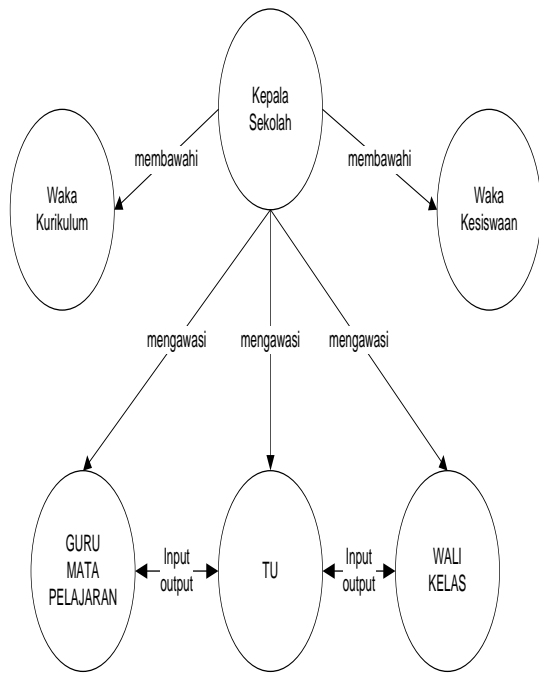 Kepala
Sekolah
membawahi
membawahi
Waka
Kurikulum
Waka
Kesiswaan
mengawasi
mengawasi
mengawasi
GURU
MATA
PELAJARAN
Input
output
TU
Input
output
WALI
KELAS